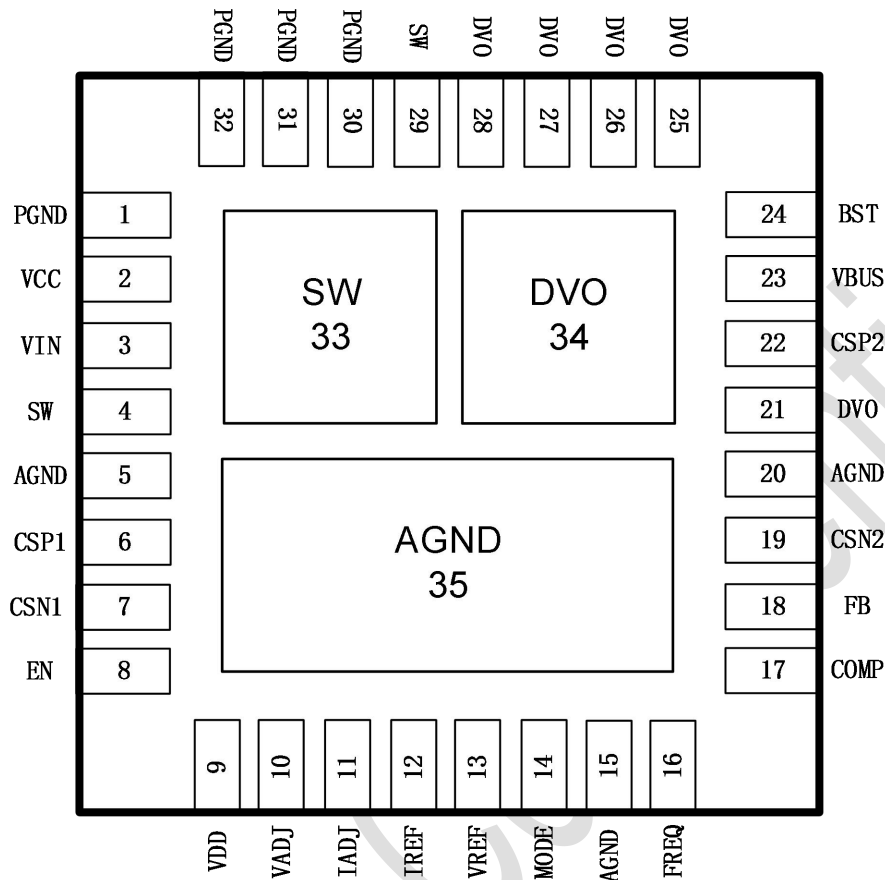 PGND PGND PGND SW DVO DVO DVO DVO
32 31 30 29 28 27 26 25
PGND 1
VCC 2
VIN 3
SW 4
AGND 5
CSP1 6
CSN1 7
EN 8
SW
33
DVO
34
AGND
35
24 BST
23 VBUS
22 CSP2
21 DVO
20 AGND
19 CSN2
18 FB
17 COMP
9 10 11 12 13 14 15 16
VDD VADJ IADJ IREF VREF MODE AGND FREQ